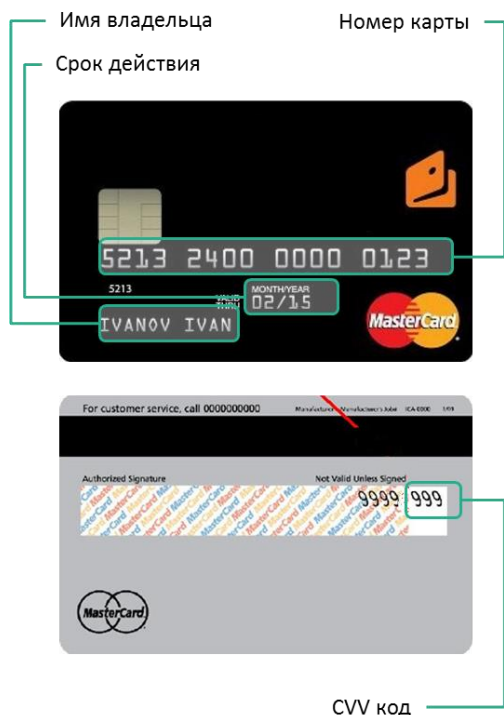 Имя владельца
Номер карты
Срок действия
5213 2400 0000 0123
5213
MONTH/YEAR
VALID THRU
02/15
IVANOV IVAN
MasterCard
For customer service, call 0000000000
Authorized Signature
Not Valid Unless Signed
9999 999
MasterCard
CVV код